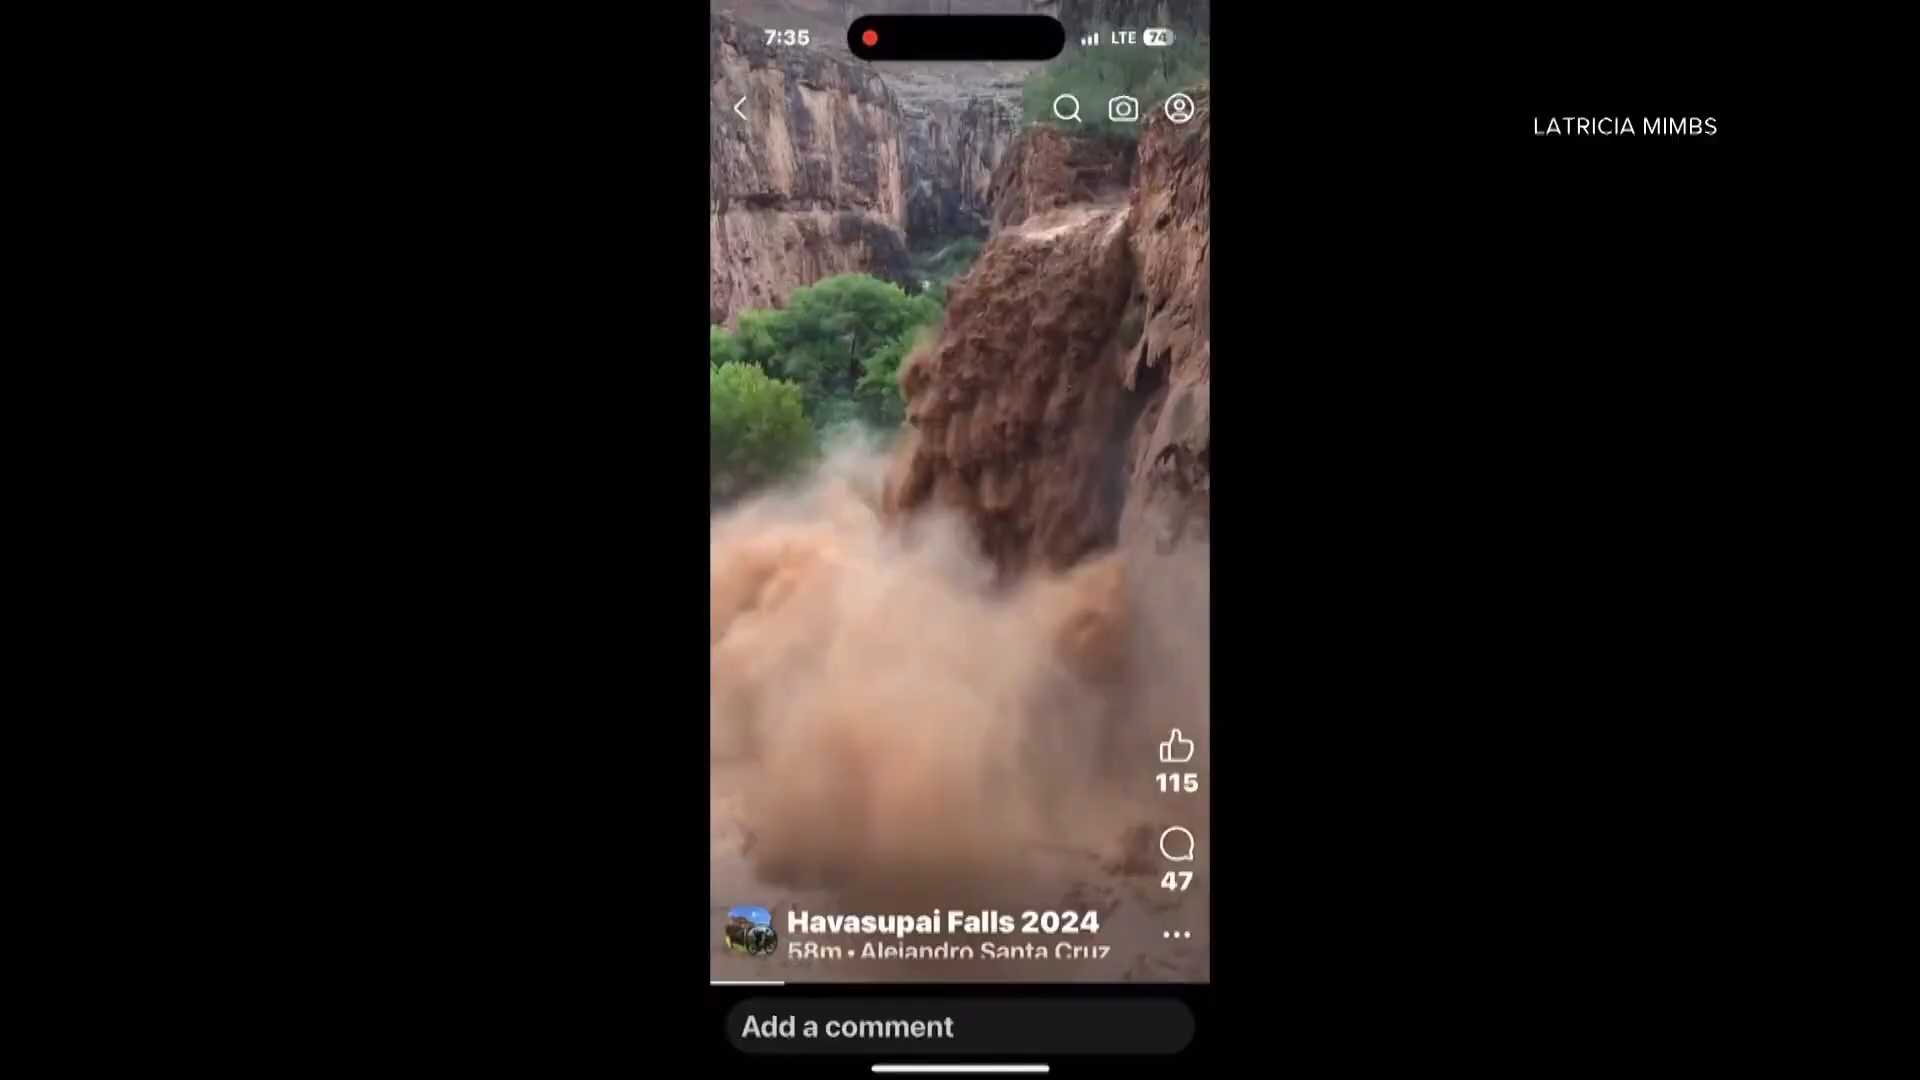 7:35
LTE 74
LATRICIA MIMBS
115
47
Havasupai Falls 2024
58m • Alejandro Santa Cruz
Add a comment